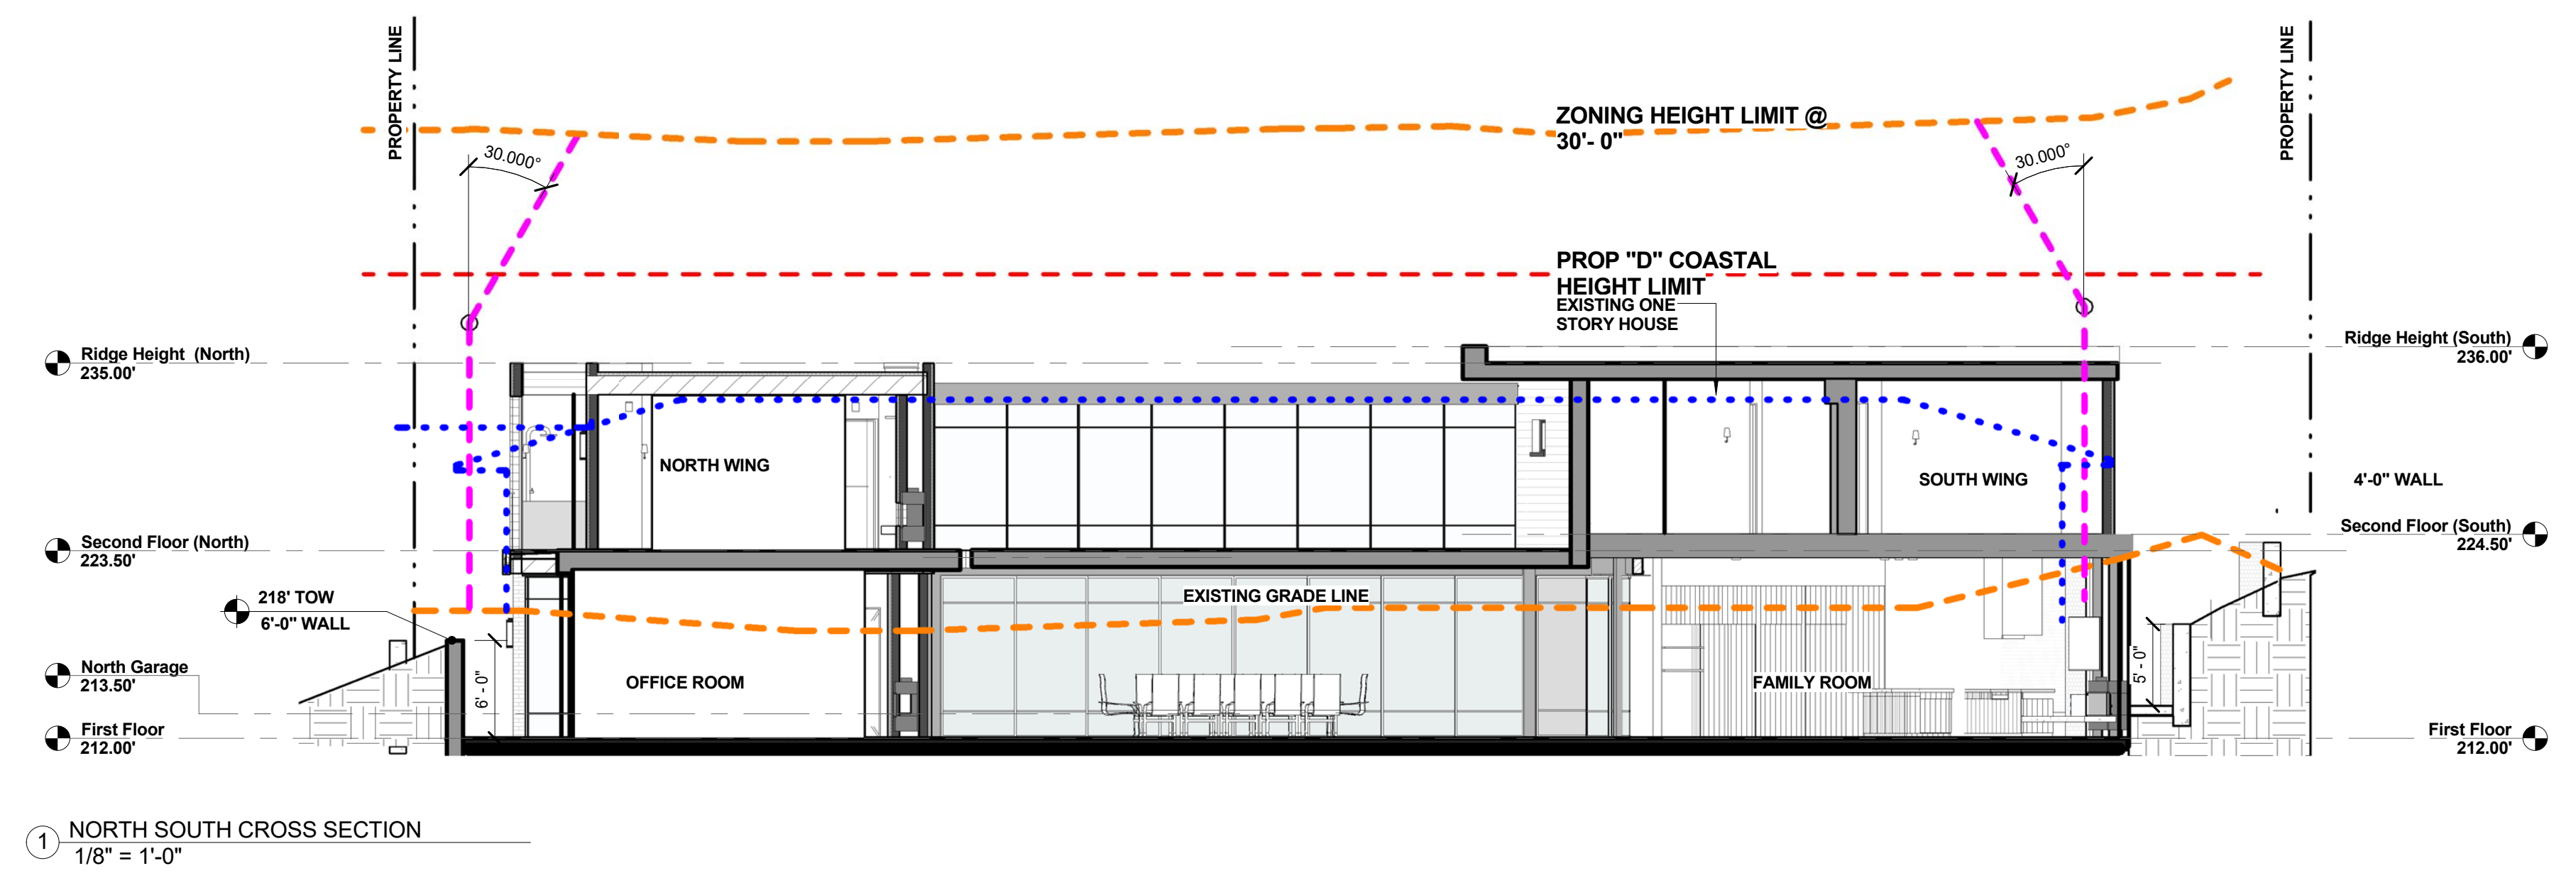 PROPERTY LINE
PROPERTY LINE
ZONING HEIGHT LIMIT @
30'- 0"
30.000°
30.000°
PROP "D" COASTAL
HEIGHT LIMIT
EXISTING ONE
STORY HOUSE
Ridge Height (North)
235.00'
Ridge Height (South)
236.00'
NORTH WING
SOUTH WING
4'-0" WALL
Second Floor (North)
223.50'
Second Floor (South)
224.50'
218' TOW
6'-0" WALL
EXISTING GRADE LINE
North Garage
213.50'
6' - 0"
OFFICE ROOM
FAMILY ROOM
5' - 0"
First Floor
212.00'
First Floor
212.00'
1
NORTH SOUTH CROSS SECTION
1/8" = 1'-0"